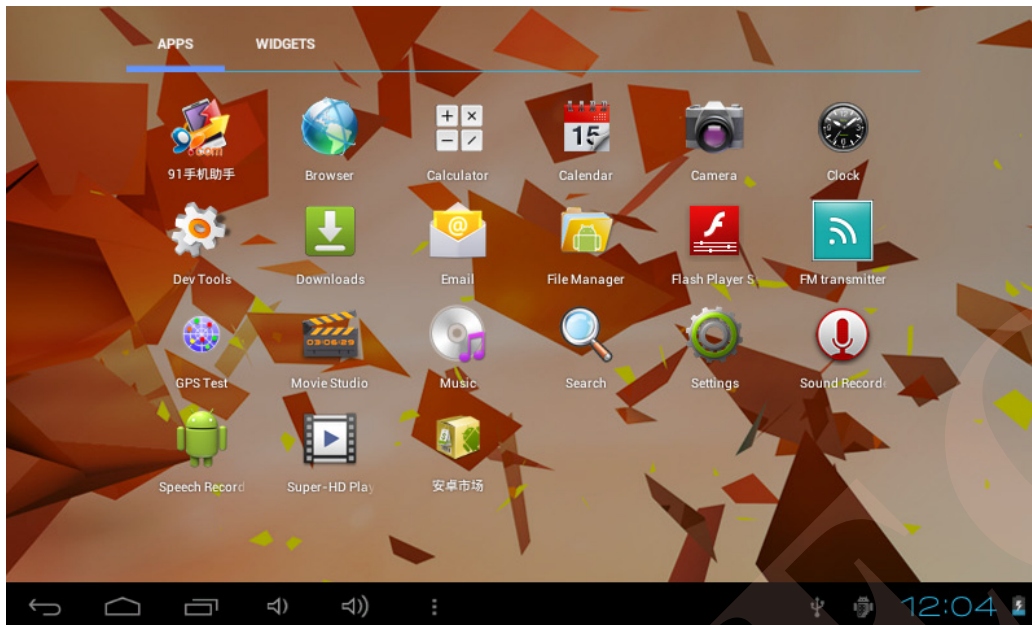 APPS WIDGETS
91手机助手 Browser Calculator Calendar Camera Clock
Dev Tools Downloads Email File Manager Flash Player S FM transmitter
GPS Test Movie Studio Music Search Settings Sound Recorde
Speech Record Super-HD Play 安卓市场
12:04